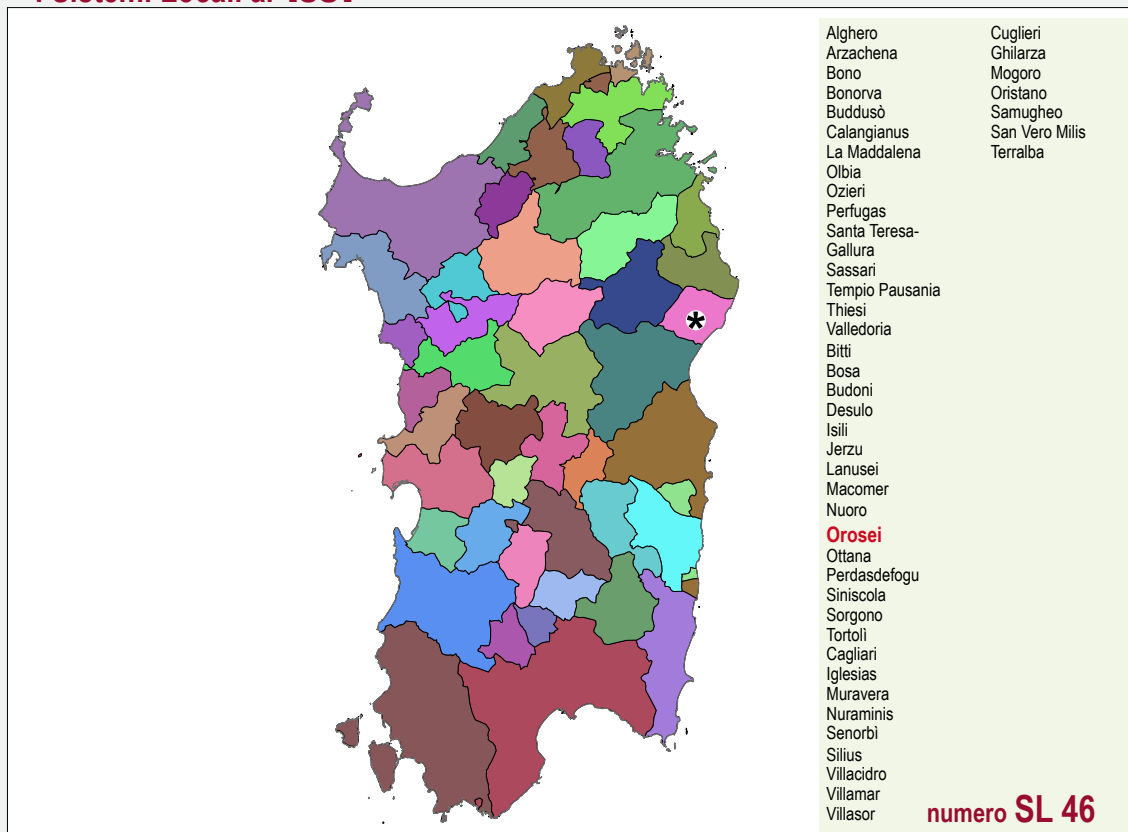 Alghero
Arzachena
Bono
Bonorva
Buddusò
Calangianus
La Maddalena
Olbia
Ozieri
Perfugas
Santa Teresa-
Gallura
Sassari
Tempio Pausania
Thiesi
Valledoria
Bitti
Bosa
Budoni
Desulo
Isili
Jerzu
Lanusei
Macomer
Nuoro
Orosei
Ottana
Perdasdefogu
Siniscola
Sorgono
Tortolì
Cagliari
Iglesias
Muravera
Nuraminis
Senorbì
Silius
Villacidro
Villamar
Villasor
Cuglieri
Ghilarza
Mogoro
Oristano
Samugheo
San Vero Milis
Terralba
*
numero SL 46